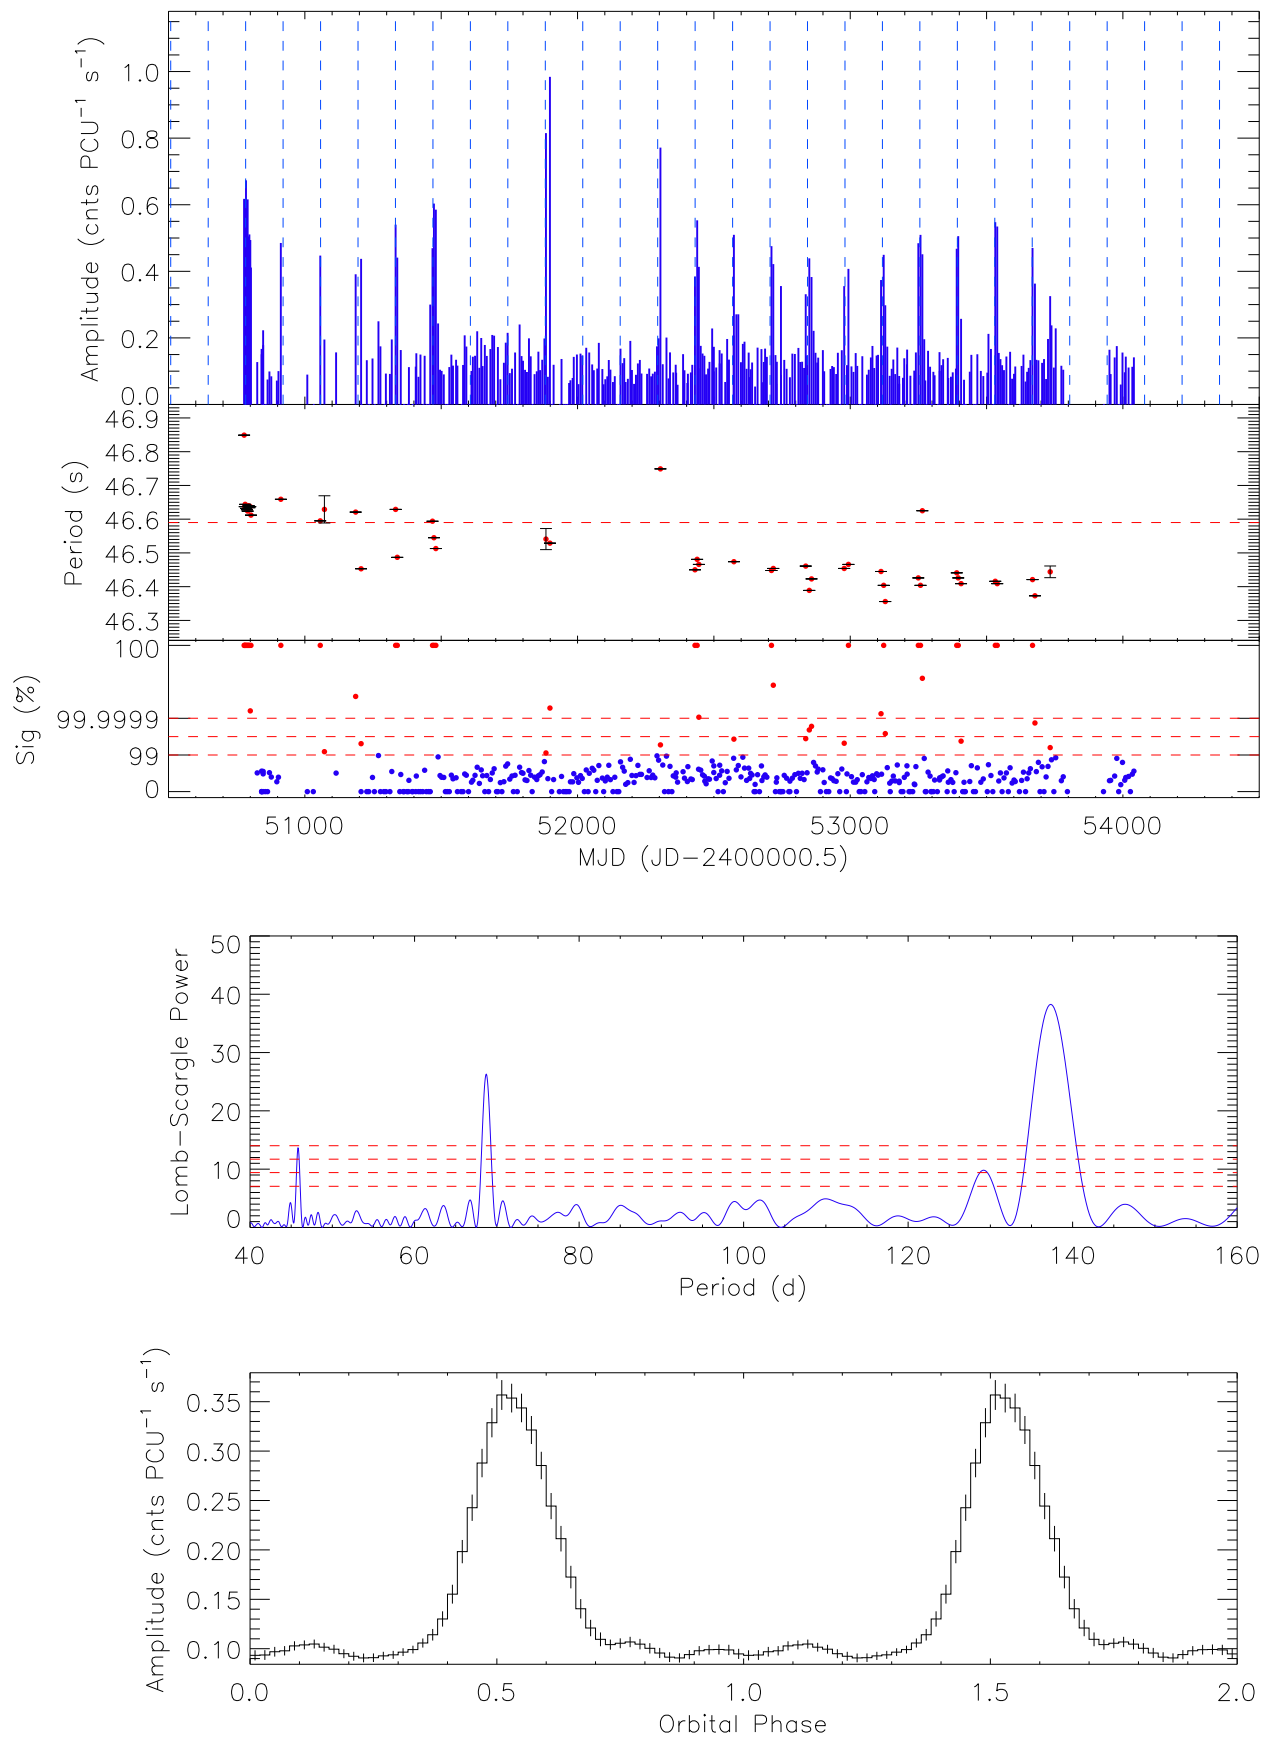 Amplitude (cnts PCU⁻¹ s⁻¹)
1.0
0.8
0.6
0.4
0.2
0.0
Period (s)
46.9
46.8
46.7
46.6
46.5
46.4
46.3
Sig (%)
100
99.9999
99
0
51000 52000 53000 54000
MJD (JD−2400000.5)
Lomb−Scargle Power
50
40
30
20
10
0
40 60 80 100 120 140 160
Period (d)
Amplitude (cnts PCU⁻¹ s⁻¹)
0.35
0.30
0.25
0.20
0.15
0.10
0.0 0.5 1.0 1.5 2.0
Orbital Phase